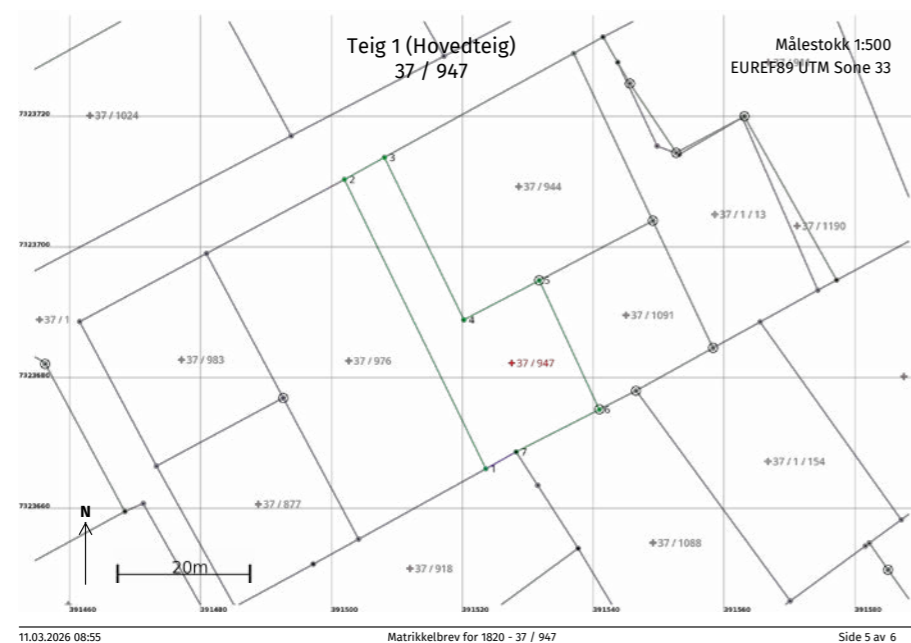 Teig 1 (Hovedteig)
37 / 947
Målestokk 1:500
EUREF89 UTM Sone 33
7323720
+37 / 1024
3
2
+37 / 944
+37 / 1 / 13
+37 / 1190
7323700
5
+37 / 1
4
+37 / 1091
+37 / 983
+37 / 976
+37 / 947
7323680
6
7
1
+37 / 1 / 154
+37 / 877
7323660
N
+37 / 1088
20m
+37 / 918
391460
391480
391500
391520
391540
391560
391580
11.03.2026 08:55
Matrikkelbrev for 1820 - 37 / 947
Side 5 av 6